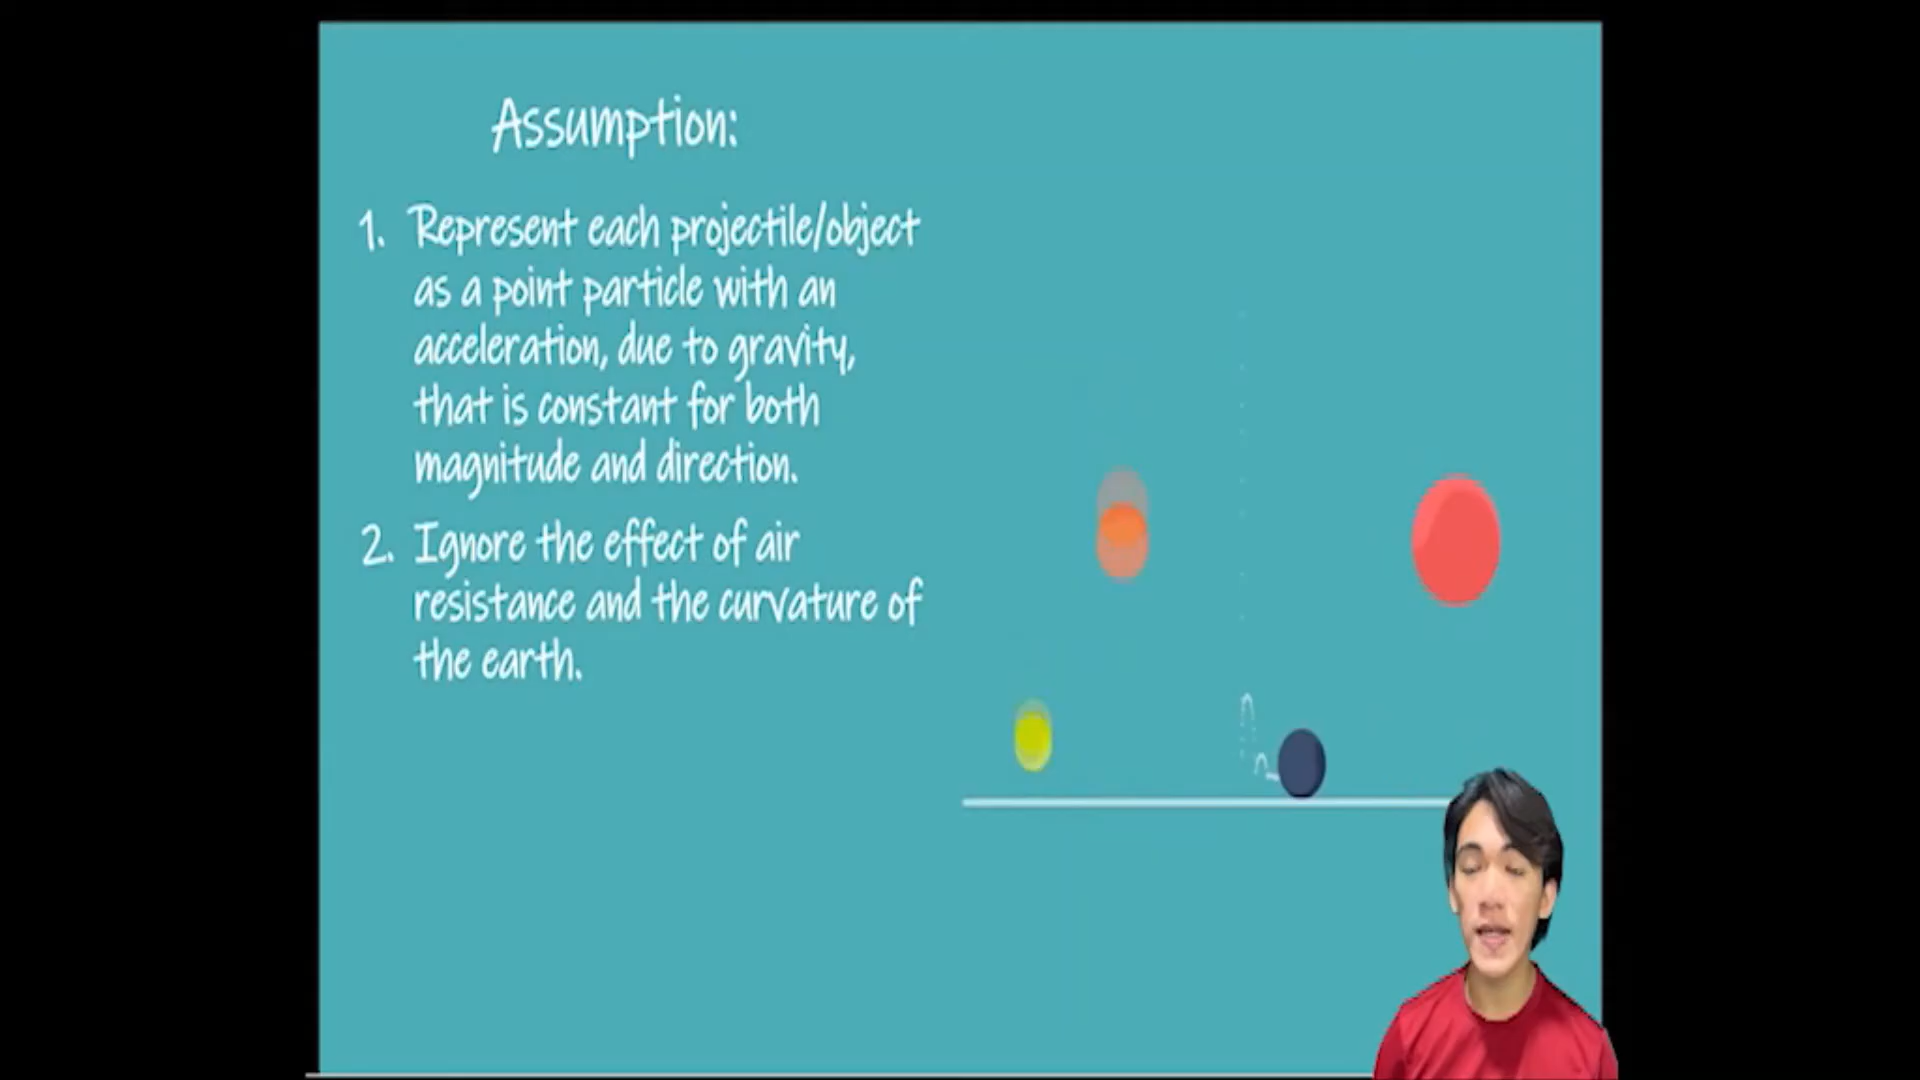 Assumption:
1. Represent each projectile/object
as a point particle with an
acceleration, due to gravity,
that is constant for both
magnitude and direction.
2. Ignore the effect of air
resistance and the curvature of
the earth.